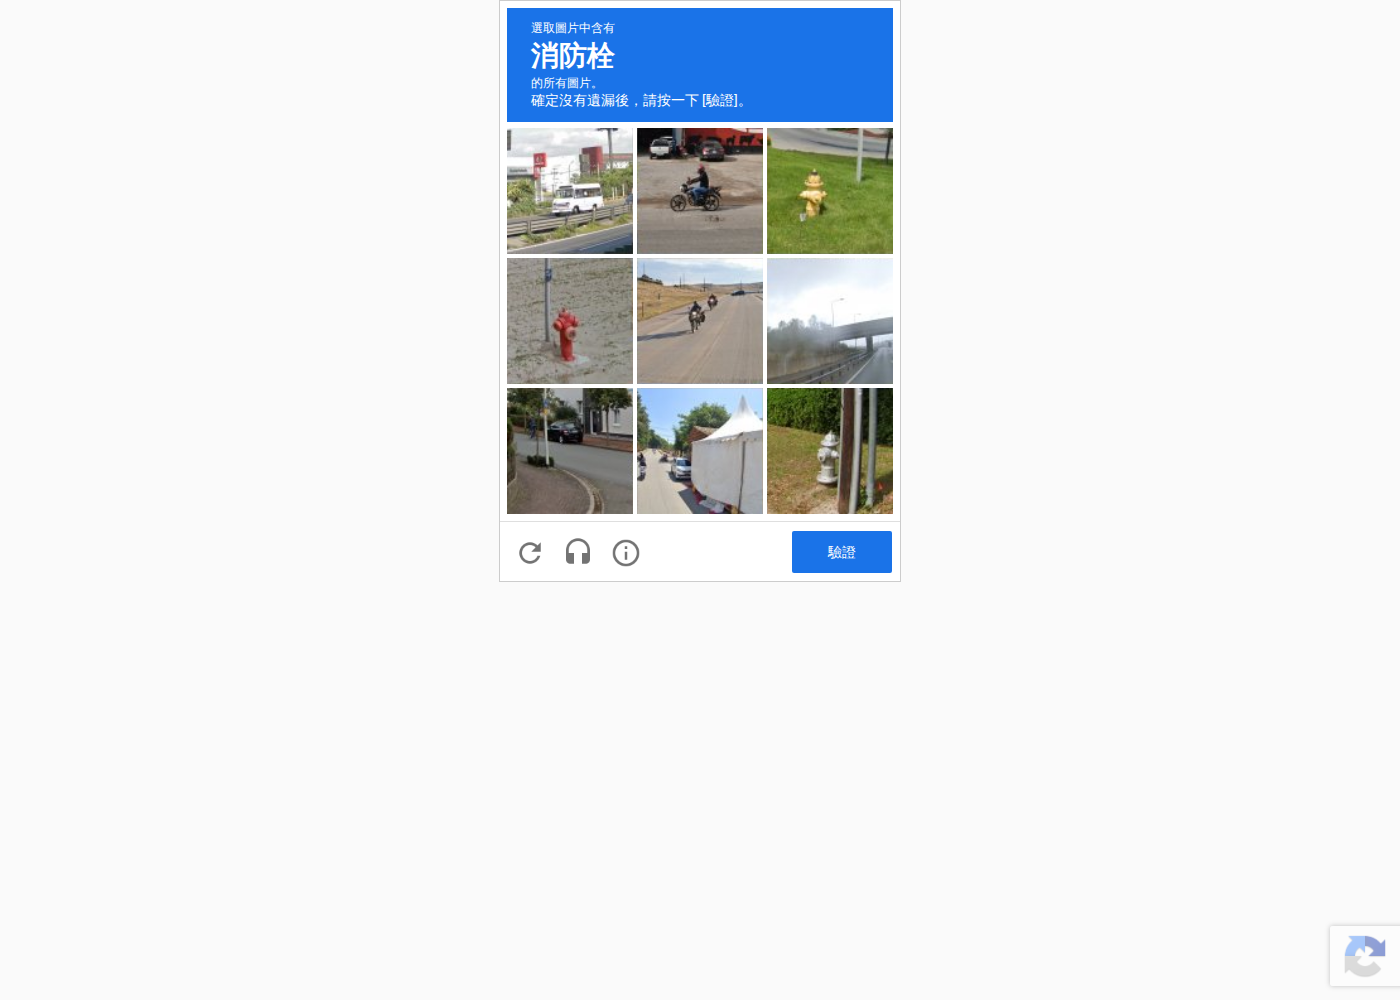 選取圖片中含有
消防栓
的所有圖片。
確定沒有遺漏後，請按一下 [驗證]。
驗證